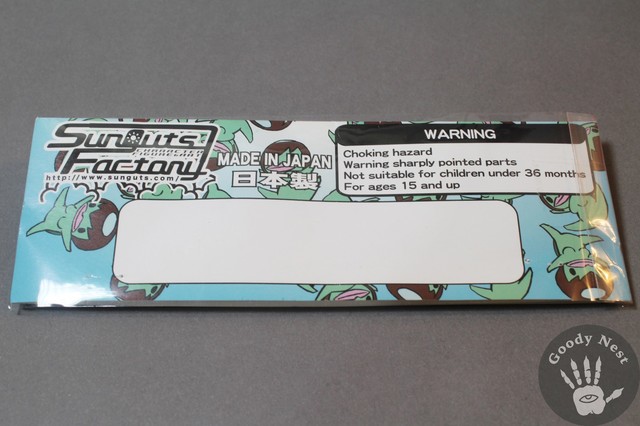 Sunguts
CHARACTER
FIGURECRAFT
Factory
http://www.sunguts.com/
MADE IN JAPAN
日本製
WARNING
Choking hazard
Warning sharply pointed parts
Not suitable for children under 36 months
For ages 15 and up
Goody Nest